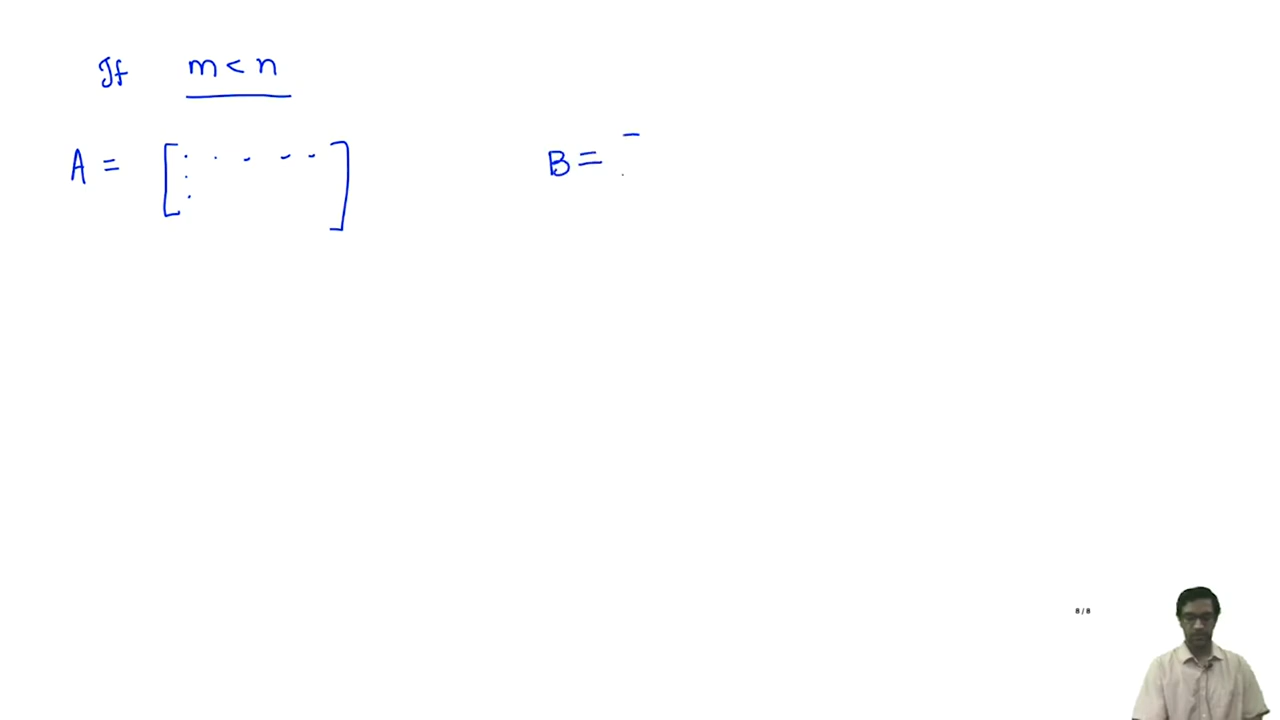 If m < n
A = [ : . - - - ] B =
8 / 8